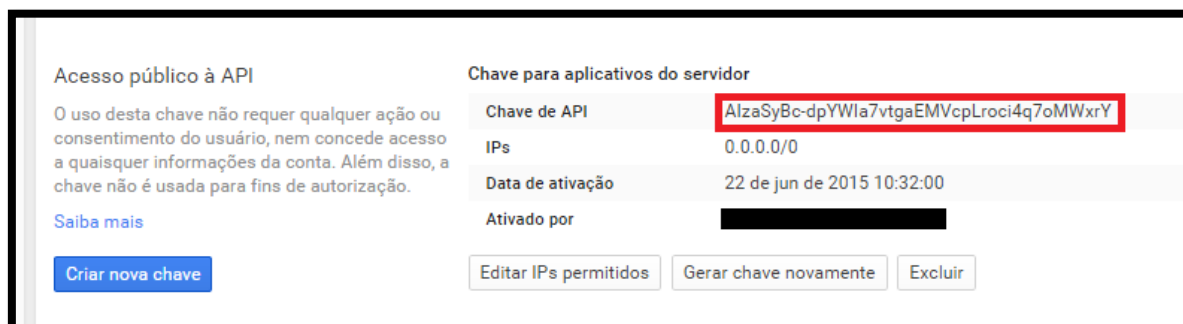 Acesso público à API
O uso desta chave não requer qualquer ação ou
consentimento do usuário, nem concede acesso
a quaisquer informações da conta. Além disso, a
chave não é usada para fins de autorização.
Saiba mais
Criar nova chave
Chave para aplicativos do servidor
Chave de API AIzaSyBc-dpYWIa7vtgaEMVcpLroci4q7oMWxrY
IPs 0.0.0.0/0
Data de ativação 22 de jun de 2015 10:32:00
Ativado por
Editar IPs permitidos Gerar chave novamente Excluir